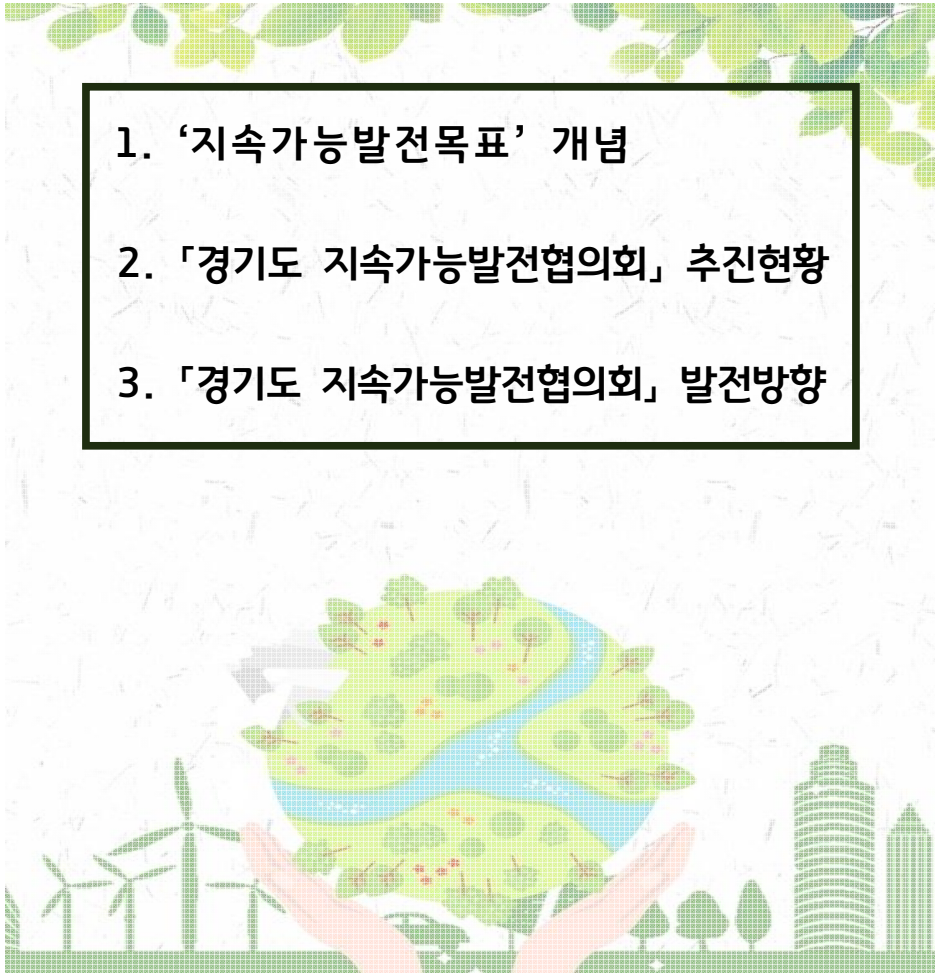 1. ‘지속가능발전목표’ 개념
2. 「경기도 지속가능발전협의회」 추진현황
3. 「경기도 지속가능발전협의회」 발전방향